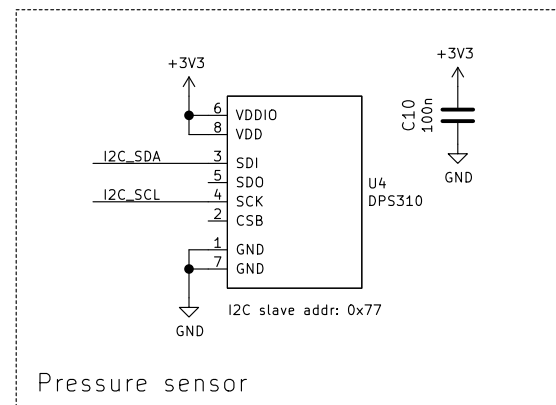 +3V3
6 VDDIO
8 VDD
I2C_SDA 3 SDI
5 SDO
I2C_SCL 4 SCK
2 CSB
1 GND
7 GND
GND
U4
DPS310
I2C slave addr: 0x77
+3V3
C10
100n
GND
Pressure sensor